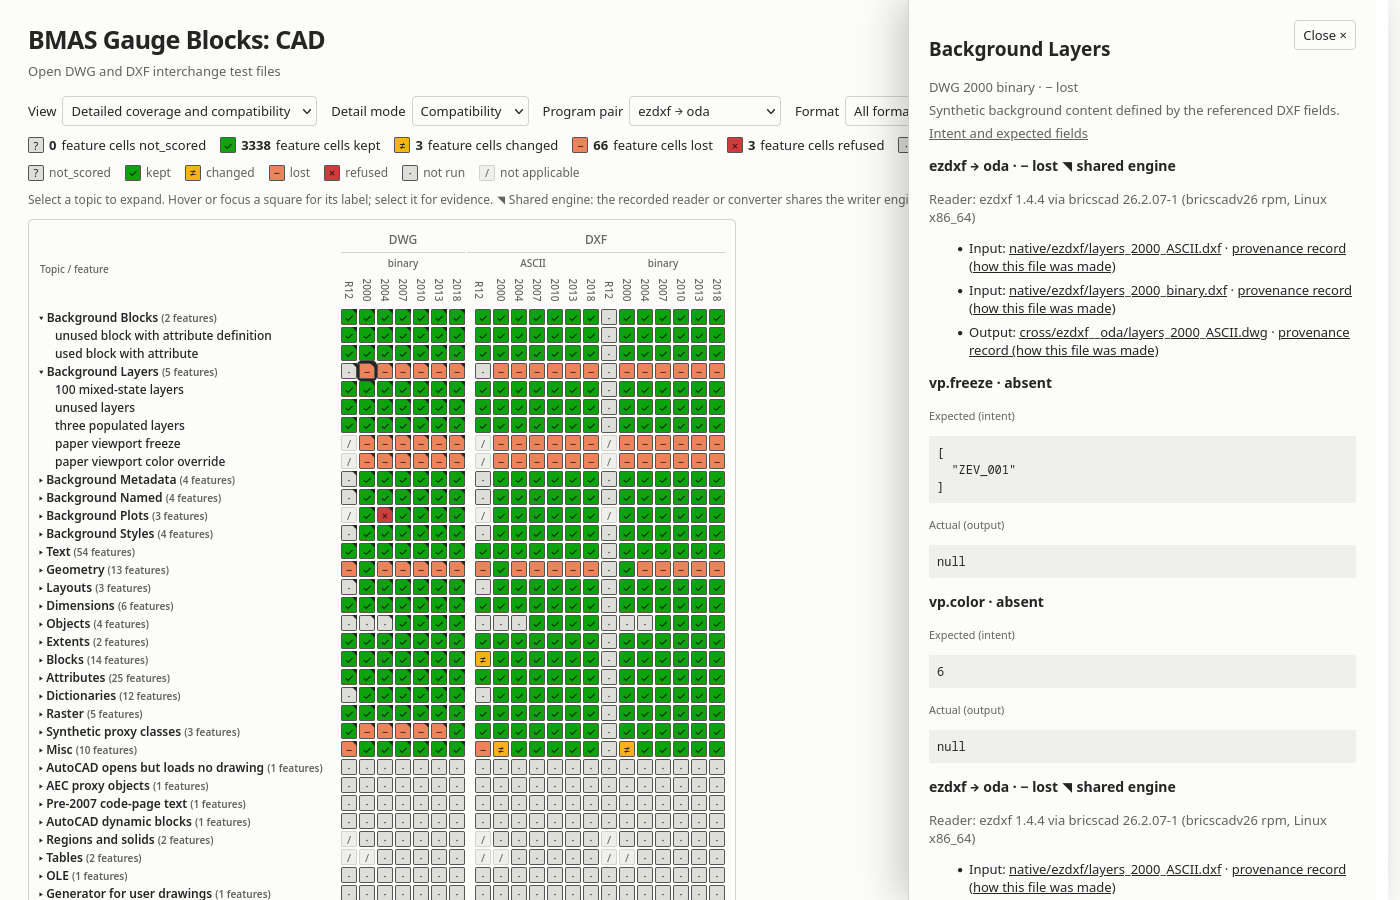 BMAS Gauge Blocks: CAD
Open DWG and DXF interchange test files
View Detailed coverage and compatibility Detail mode Compatibility Program pair ezdxf → oda Format All forma
? 0 feature cells not_scored ✓ 3338 feature cells kept ≠ 3 feature cells changed − 66 feature cells lost × 3 feature cells refused ·
? not_scored ✓ kept ≠ changed − lost × refused · not run / not applicable
Select a topic to expand. Hover or focus a square for its label; select it for evidence. ◥ Shared engine: the recorded reader or converter shares the writer engi
DWG DXF
binary ASCII binary
Topic / feature
R12 2000 2004 2007 2010 2013 2018 R12 2000 2004 2007 2010 2013 2018 R12 2000 2004 2007 2010 2013 2018
▾ Background Blocks (2 features)
unused block with attribute definition
used block with attribute
▾ Background Layers (5 features)
100 mixed-state layers
unused layers
three populated layers
paper viewport freeze
paper viewport color override
▸ Background Metadata (4 features)
▸ Background Named (4 features)
▸ Background Plots (3 features)
▸ Background Styles (4 features)
▸ Text (54 features)
▸ Geometry (13 features)
▸ Layouts (3 features)
▸ Dimensions (6 features)
▸ Objects (4 features)
▸ Extents (2 features)
▸ Blocks (14 features)
▸ Attributes (25 features)
▸ Dictionaries (12 features)
▸ Raster (5 features)
▸ Synthetic proxy classes (3 features)
▸ Misc (10 features)
▸ AutoCAD opens but loads no drawing (1 features)
▸ AEC proxy objects (1 features)
▸ Pre-2007 code-page text (1 features)
▸ AutoCAD dynamic blocks (1 features)
▸ Regions and solids (2 features)
▸ Tables (2 features)
▸ OLE (1 features)
▸ Generator for user drawings (1 features)
Close ×
Background Layers
DWG 2000 binary · − lost
Synthetic background content defined by the referenced DXF fields.
Intent and expected fields
ezdxf → oda · − lost ◥ shared engine
Reader: ezdxf 1.4.4 via bricscad 26.2.07-1 (bricscadv26 rpm, Linux
x86_64)
• Input: native/ezdxf/layers_2000_ASCII.dxf · provenance record
(how this file was made)
• Input: native/ezdxf/layers_2000_binary.dxf · provenance record
(how this file was made)
• Output: cross/ezdxf__oda/layers_2000_ASCII.dwg · provenance
record (how this file was made)
vp.freeze · absent
Expected (intent)
[
"ZEV_001"
]
Actual (output)
null
vp.color · absent
Expected (intent)
6
Actual (output)
null
ezdxf → oda · − lost ◥ shared engine
Reader: ezdxf 1.4.4 via bricscad 26.2.07-1 (bricscadv26 rpm, Linux
x86_64)
• Input: native/ezdxf/layers_2000_ASCII.dxf · provenance record
(how this file was made)